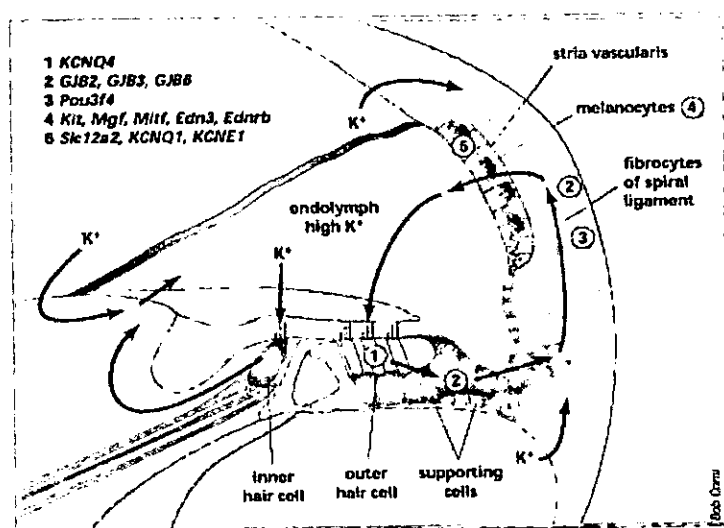 1 KCNQ4
2 GJB2, GJB3, GJB6
3 Pou3f4
4 Kit, Mgf, Mitf, Edn3, Ednrb
5 Slc12a2, KCNQ1, KCNE1
stria vascularis
melanocytes 4
K+
5
2
fibrocytes
of spiral
ligament
3
endolymph
high K+
K+
K+
1
2
K+
inner
hair cell
outer
hair cell
supporting
cells
Bob Crimi